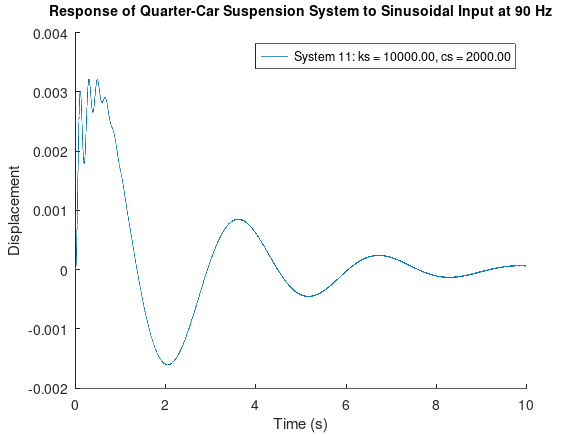 Response of Quarter-Car Suspension System to Sinusoidal Input at 90 Hz
0.004
System 11: ks = 10000.00, cs = 2000.00
0.003
0.002
0.001
0
-0.001
-0.002
Displacement
0 2 4 6 8 10
Time (s)